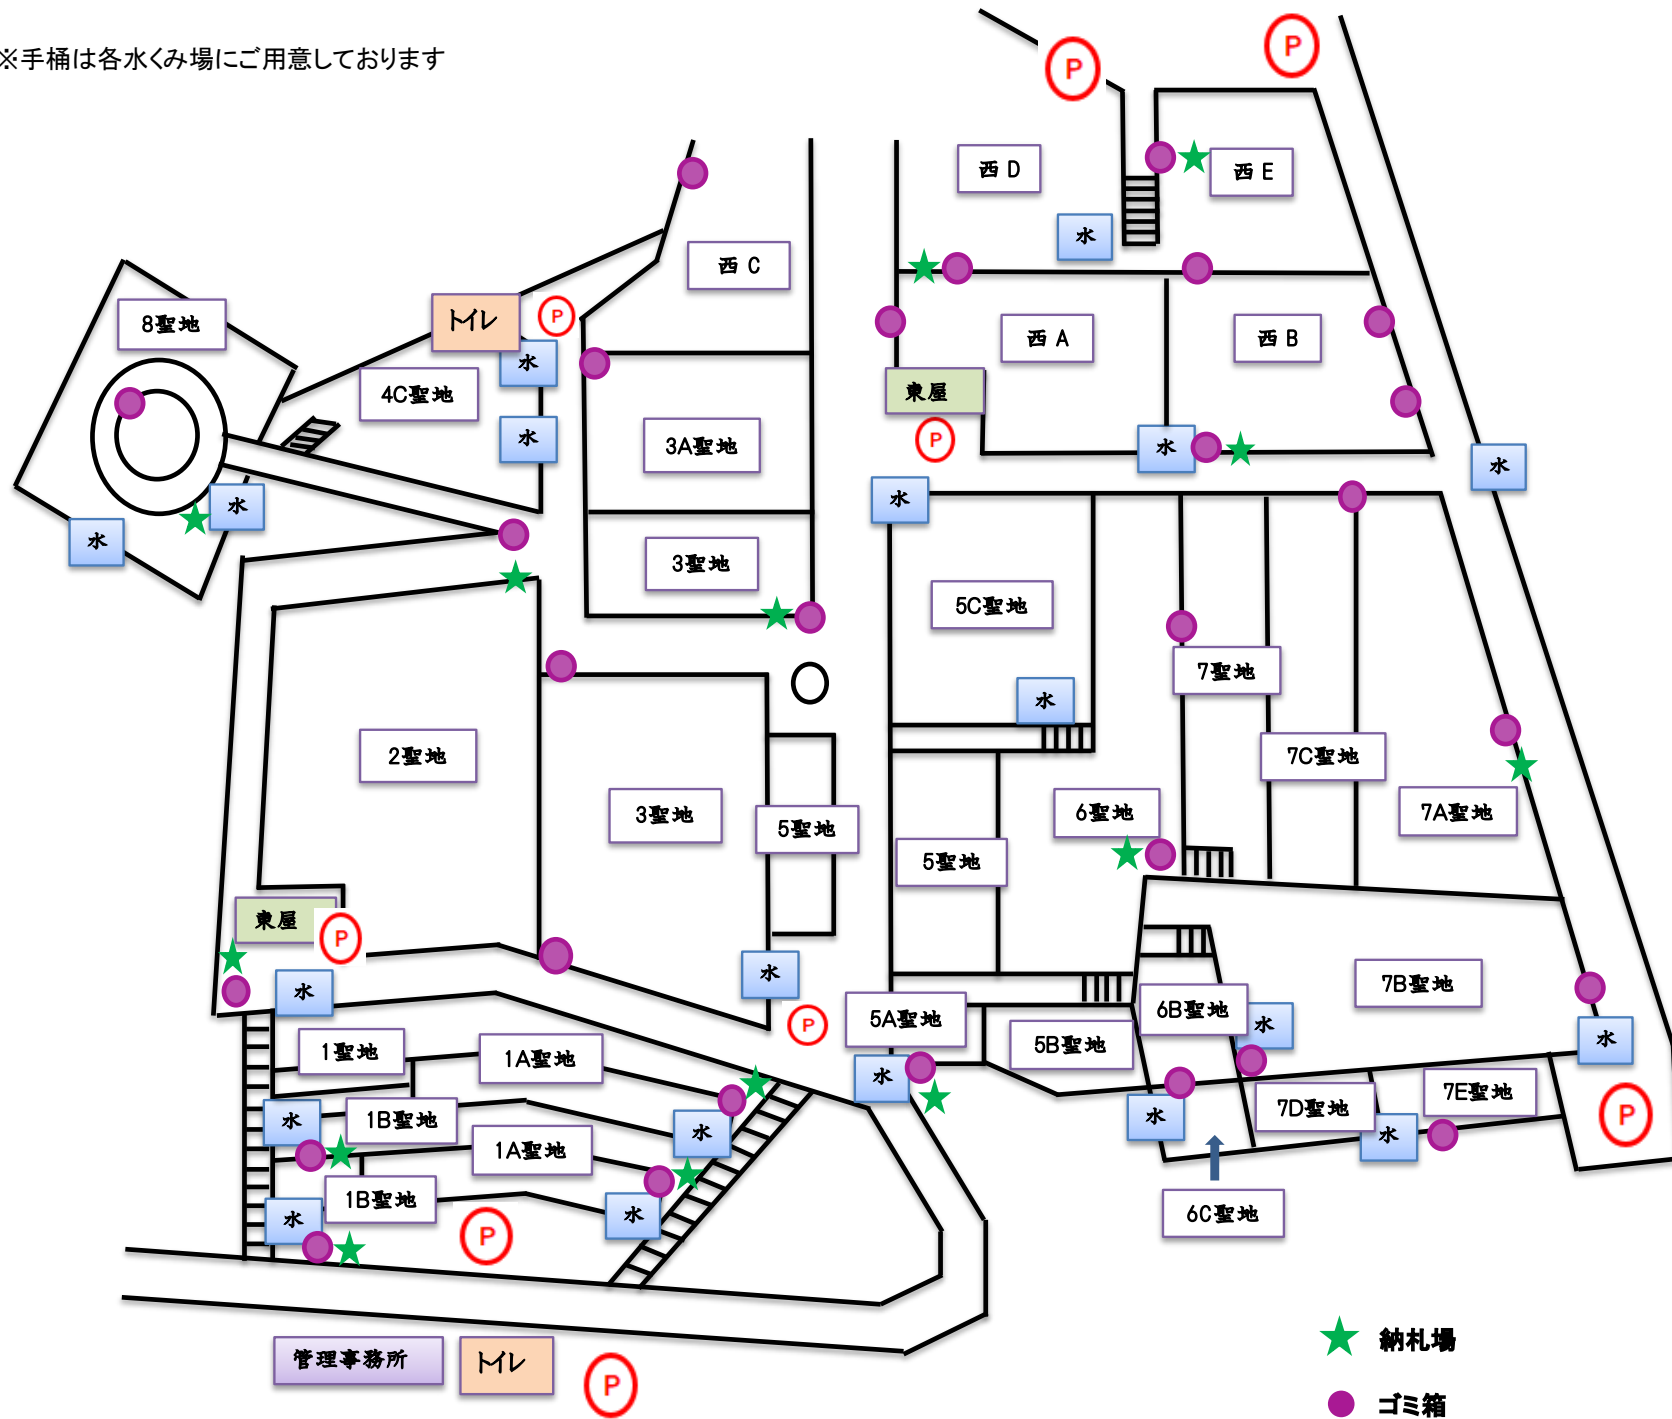 ※手桶は各水くみ場にご用意しております
P
P
西 D
西 E
水
西 C
8聖地
トイレ
P
水
4C聖地
西 A
西 B
東屋
P
水
3A聖地
水
水
水
水
水
3聖地
5C聖地
7聖地
水
2聖地
7C聖地
3聖地
5聖地
6聖地
7A聖地
5聖地
東屋
P
水
水
7B聖地
P
5A聖地
6B聖地
水
5B聖地
水
1聖地
1A聖地
水
7E聖地
7D聖地
P
水
1B聖地
水
水
水
1A聖地
1B聖地
水
水
P
6C聖地
管理事務所
トイレ
P
納札場
ゴミ箱